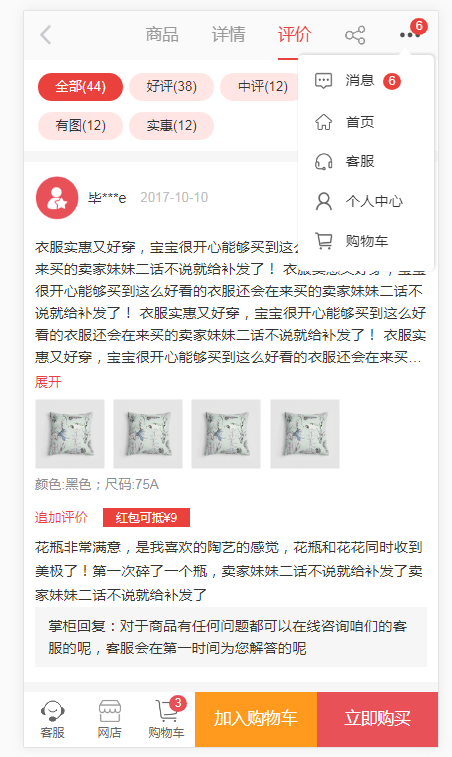 商品 详情 评价 6
消息 6
首页
客服
个人中心
购物车
全部(44) 好评(38) 中评(12)
有图(12) 实惠(12)
毕***e 2017-10-10
衣服实惠又好穿，宝宝很开心能够买到这么
来买的卖家妹妹二话不说就给补发了！ 衣服实惠又好穿，宝宝
很开心能够买到这么好看的衣服还会在来买的卖家妹妹二话不
说就给补发了！ 衣服实惠又好穿，宝宝很开心能够买到这么好
看的衣服还会在来买的卖家妹妹二话不说就给补发了！ 衣服实
惠又好穿，宝宝很开心能够买到这么好看的衣服还会在来买...
展开
颜色:黑色；尺码:75A
追加评价 红包可抵¥9
花瓶非常满意，是我喜欢的陶艺的感觉，花瓶和花花同时收到
美极了！第一次碎了一个瓶，卖家妹妹二话不说就给补发了卖
家妹妹二话不说就给补发了
掌柜回复：对于商品有任何问题都可以在线咨询咱们的客
服的呢，客服会在第一时间为您解答的呢
客服 网店 购物车 3 加入购物车 立即购买